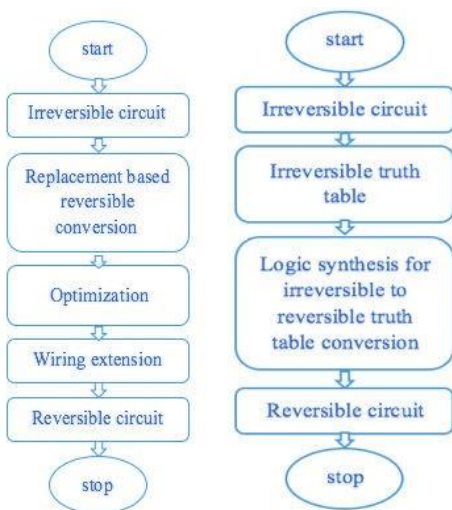 start
Irreversible circuit
Replacement based
reversible
conversion
Optimization
Wiring extension
Reversible circuit
stop
start
Irreversible circuit
Irreversible truth
table
Logic synthesis for
irreversible to
reversible truth
table conversion
Reversible circuit
stop